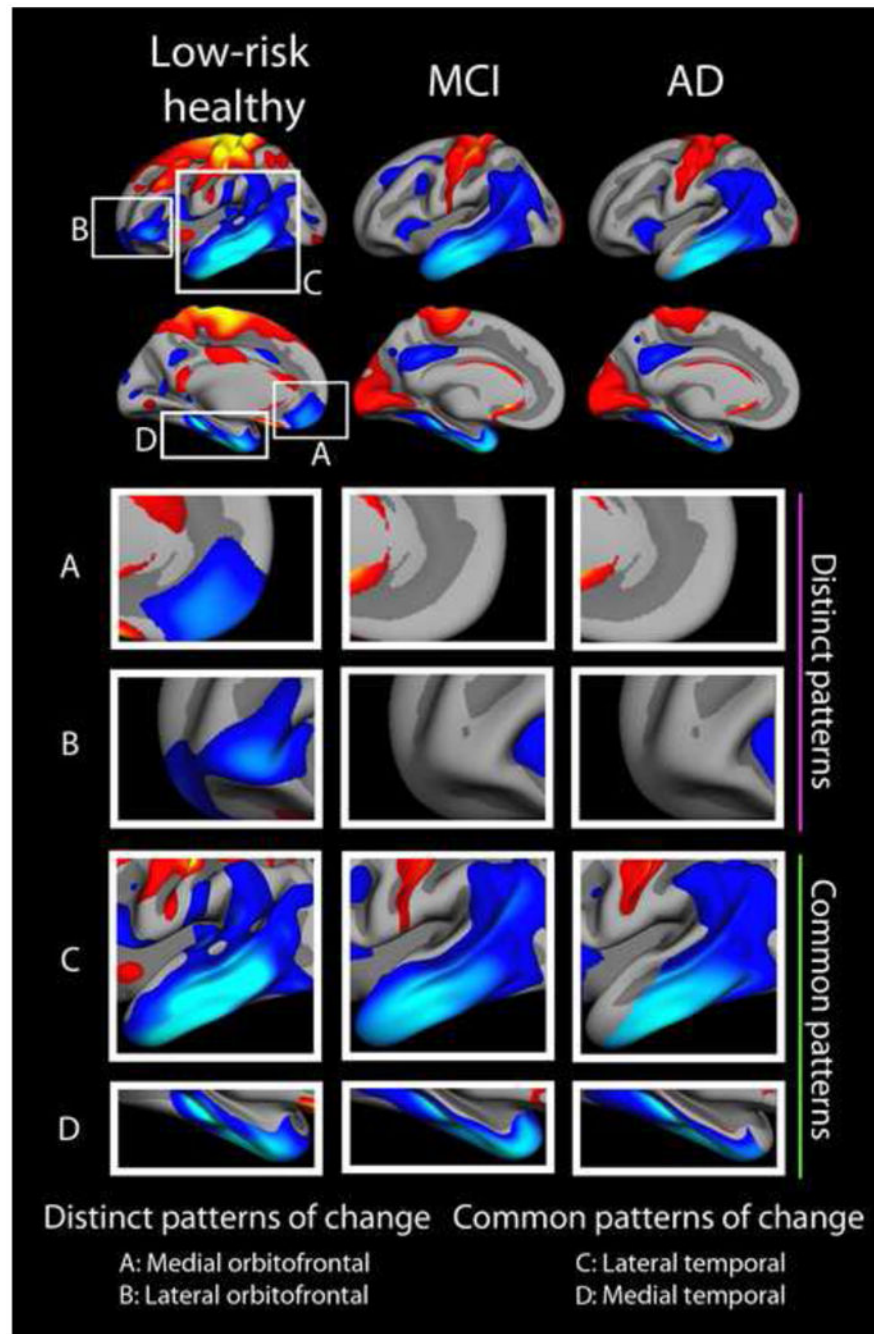 Low-risk
healthy
MCI
AD
B
C
D
A
A
B
Distinct patterns
C
D
Common patterns
Distinct patterns of change
Common patterns of change
A: Medial orbitofrontal
B: Lateral orbitofrontal
C: Lateral temporal
D: Medial temporal